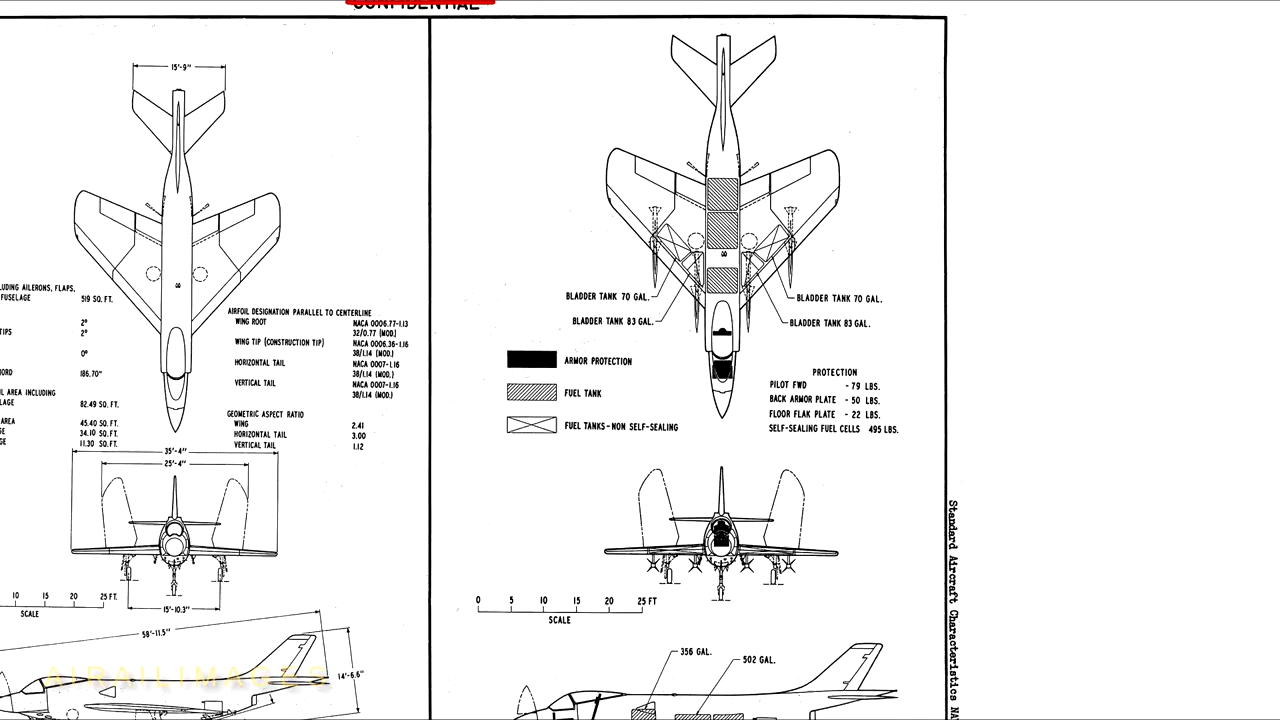 CONFIDENTIAL
15'-9"
LUDING AILERONS, FLAPS,
FUSELAGE 519 SQ. FT.
2°
TIPS 2°
0°
ORD 186.70"
IL AREA INCLUDING
LAGE 82.49 SQ. FT.
AREA 45.40 SQ. FT.
GE 34.10 SQ. FT.
GE 11.30 SQ. FT.
AIRFOIL DESIGNATION PARALLEL TO CENTERLINE
WING ROOT NACA 0006.77-1.13
32/0.77 (MOD.)
WING TIP (CONSTRUCTION TIP) NACA 0006.36-1.16
38/1.14 (MOD.)
HORIZONTAL TAIL NACA 0007-1.16
38/1.14 (MOD.)
VERTICAL TAIL NACA 0007-1.16
38/1.14 (MOD.)
GEOMETRIC ASPECT RATIO
WING 2.41
HORIZONTAL TAIL 3.00
VERTICAL TAIL 1.12
35'-4"
25'-4"
10 15 20 25 FT.
SCALE
15'-10.3"
58'-11.5"
14'-6.6"
AIRAILIMAGES
BLADDER TANK 70 GAL.
BLADDER TANK 83 GAL.
BLADDER TANK 70 GAL.
BLADDER TANK 83 GAL.
ARMOR PROTECTION
FUEL TANK
FUEL TANKS-NON SELF-SEALING
PROTECTION
PILOT FWD - 79 LBS.
BACK ARMOR PLATE - 50 LBS.
FLOOR FLAK PLATE - 22 LBS.
SELF-SEALING FUEL CELLS 495 LBS.
0 5 10 15 20 25 FT
SCALE
356 GAL.
502 GAL.
Standard Aircraft Characteristics NA